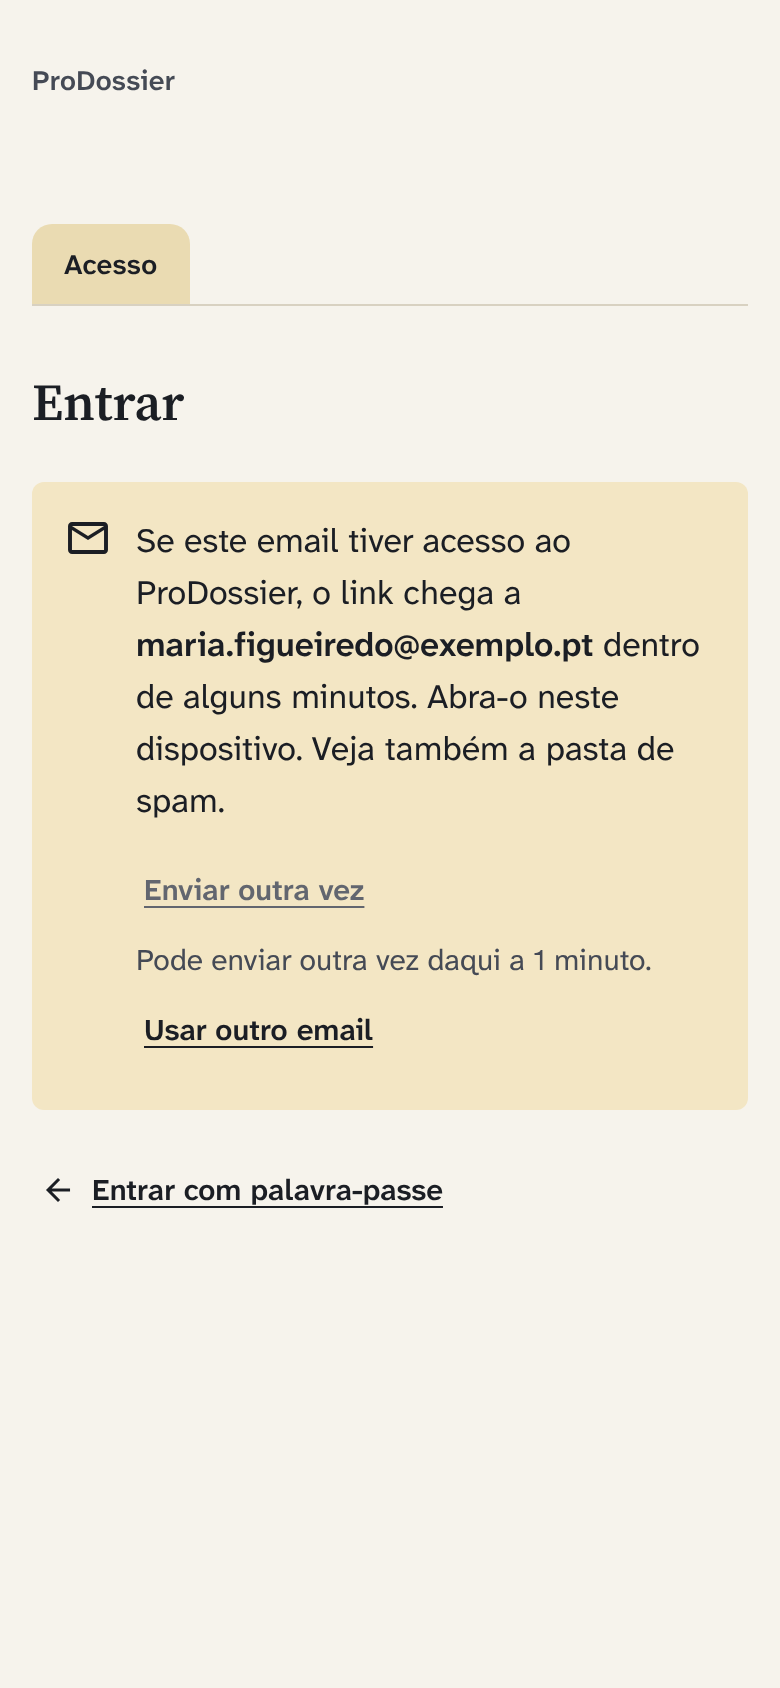 ProDossier
Acesso
Entrar
Se este email tiver acesso ao
ProDossier, o link chega a
maria.figueiredo@exemplo.pt dentro
de alguns minutos. Abra-o neste
dispositivo. Veja também a pasta de
spam.
Enviar outra vez
Pode enviar outra vez daqui a 1 minuto.
Usar outro email
Entrar com palavra-passe